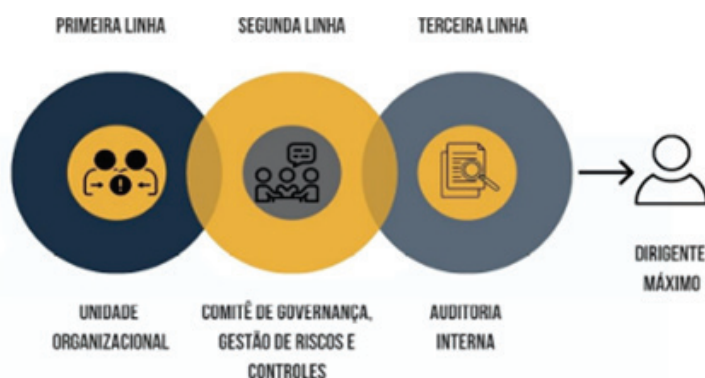 PRIMEIRA LINHA
SEGUNDA LINHA
TERCEIRA LINHA
UNIDADE
ORGANIZACIONAL
COMITÊ DE GOVERNANÇA,
GESTÃO DE RISCOS E
CONTROLES
AUDITORIA
INTERNA
DIRIGENTE
MÁXIMO